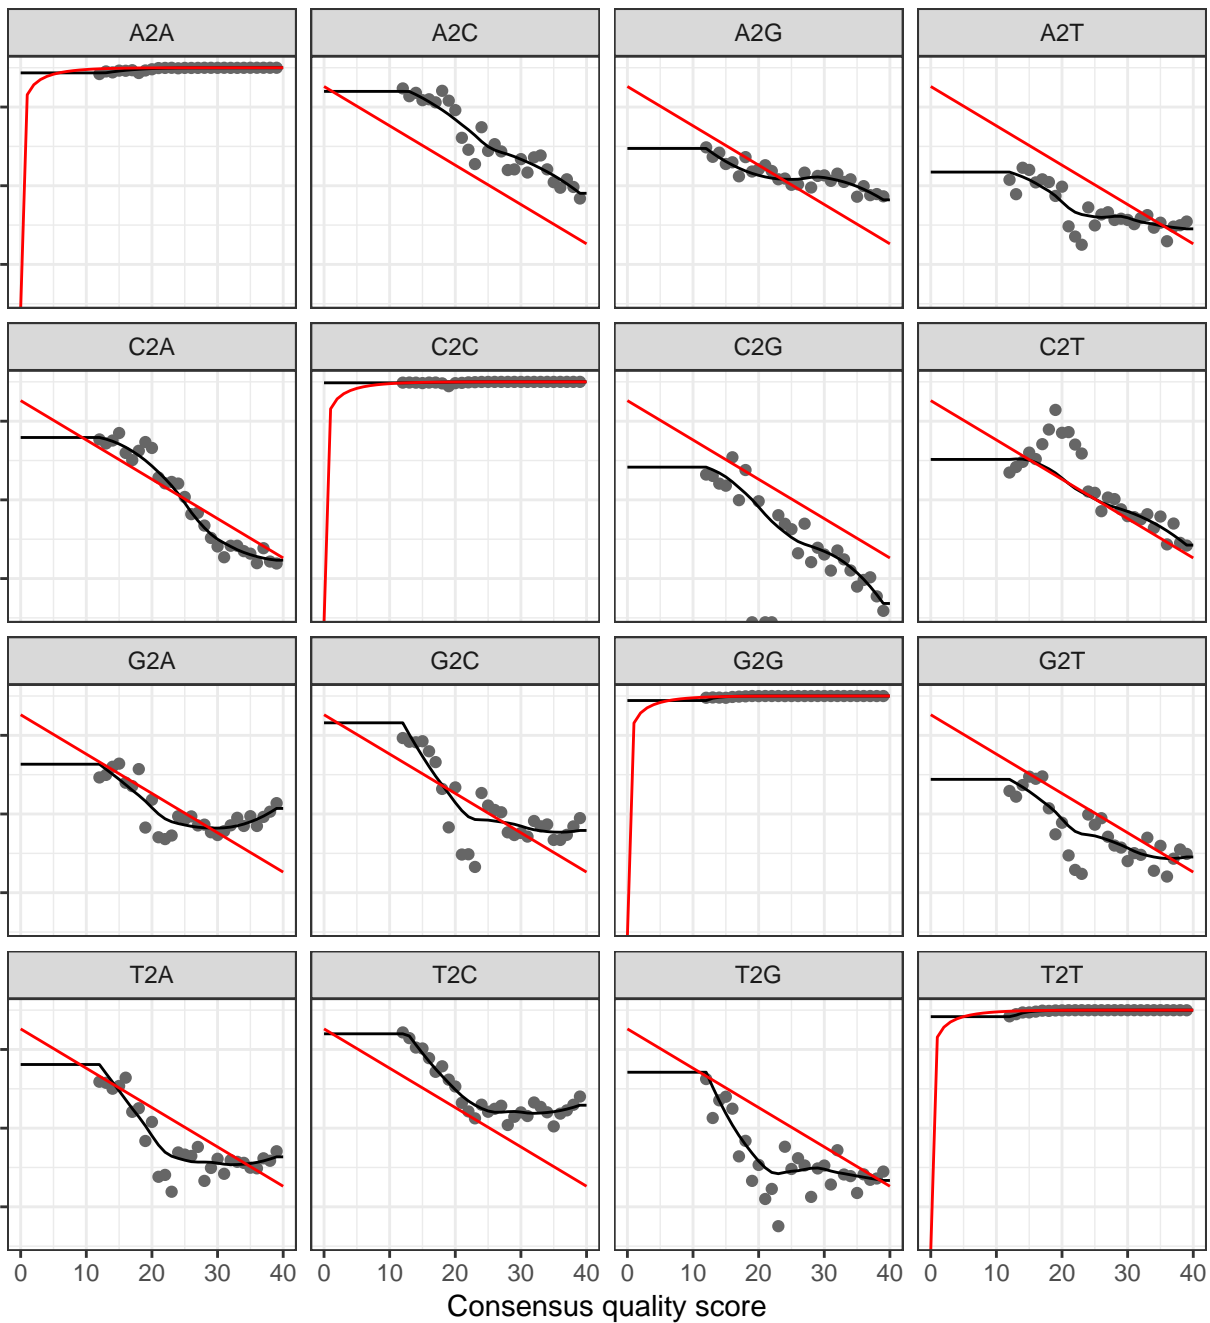 A2A A2C A2G A2T
C2A C2C C2G C2T
G2A G2C G2G G2T
T2A T2C T2G T2T
0 10 20 30 40 0 10 20 30 40 0 10 20 30 40 0 10 20 30 40
Consensus quality score